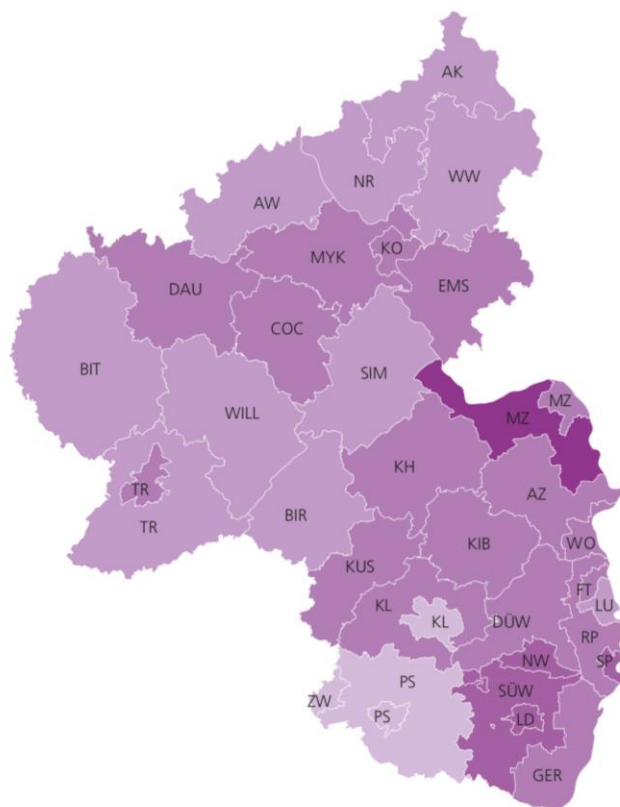 AK
NR
WW
AW
KO
MYK
EMS
DAU
COC
SIM
BIT
MZ
WILL
MZ
KH
TR
AZ
BIR
TR
KIB
WO
KUS
FT
KL
LU
KL
DÜW
RP
NW
SP
PS
SÜW
ZW
PS
LD
GER